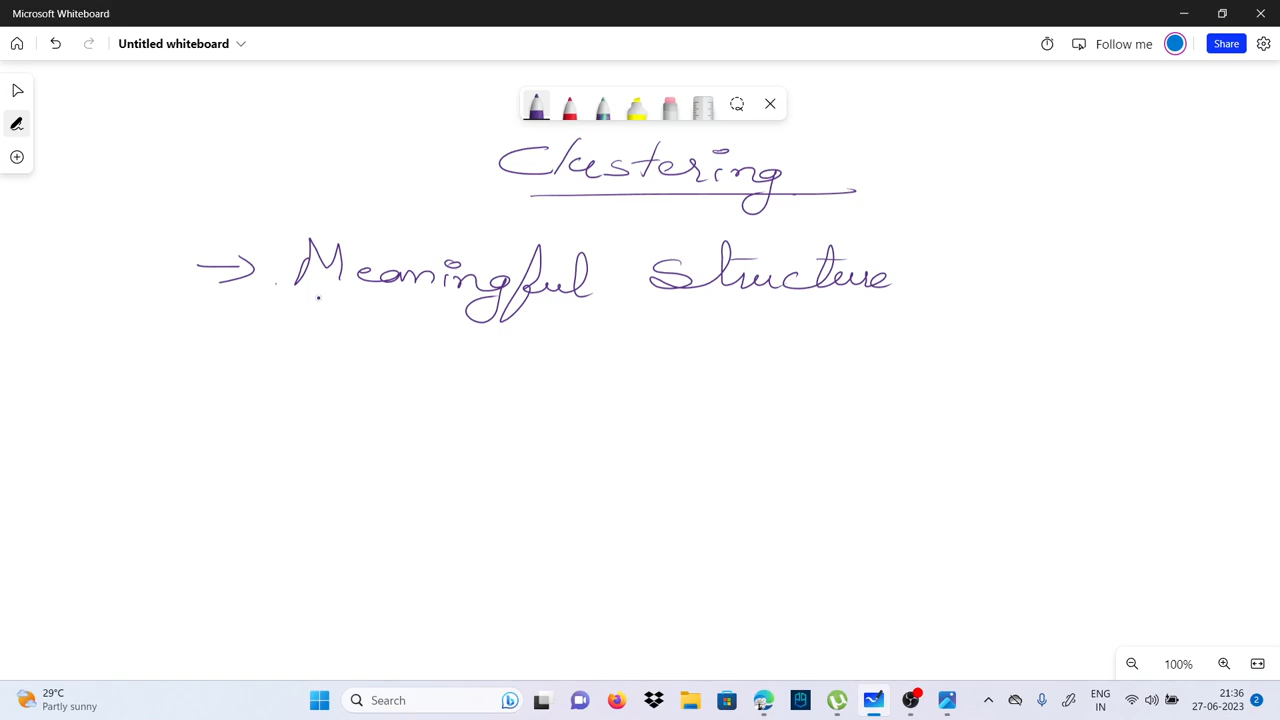 Microsoft Whiteboard
Untitled whiteboard
Follow me
Share
Clustering
→ Meaningful Structure
100%
29°C
Partly sunny
Search
ENG
IN
21:36
27-06-2023
2